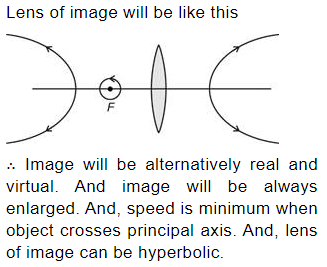 Lens of image will be like this
F
∴ Image will be alternatively real and
virtual. And image will be always
enlarged. And, speed is minimum when
object crosses principal axis. And, lens
of image can be hyperbolic.